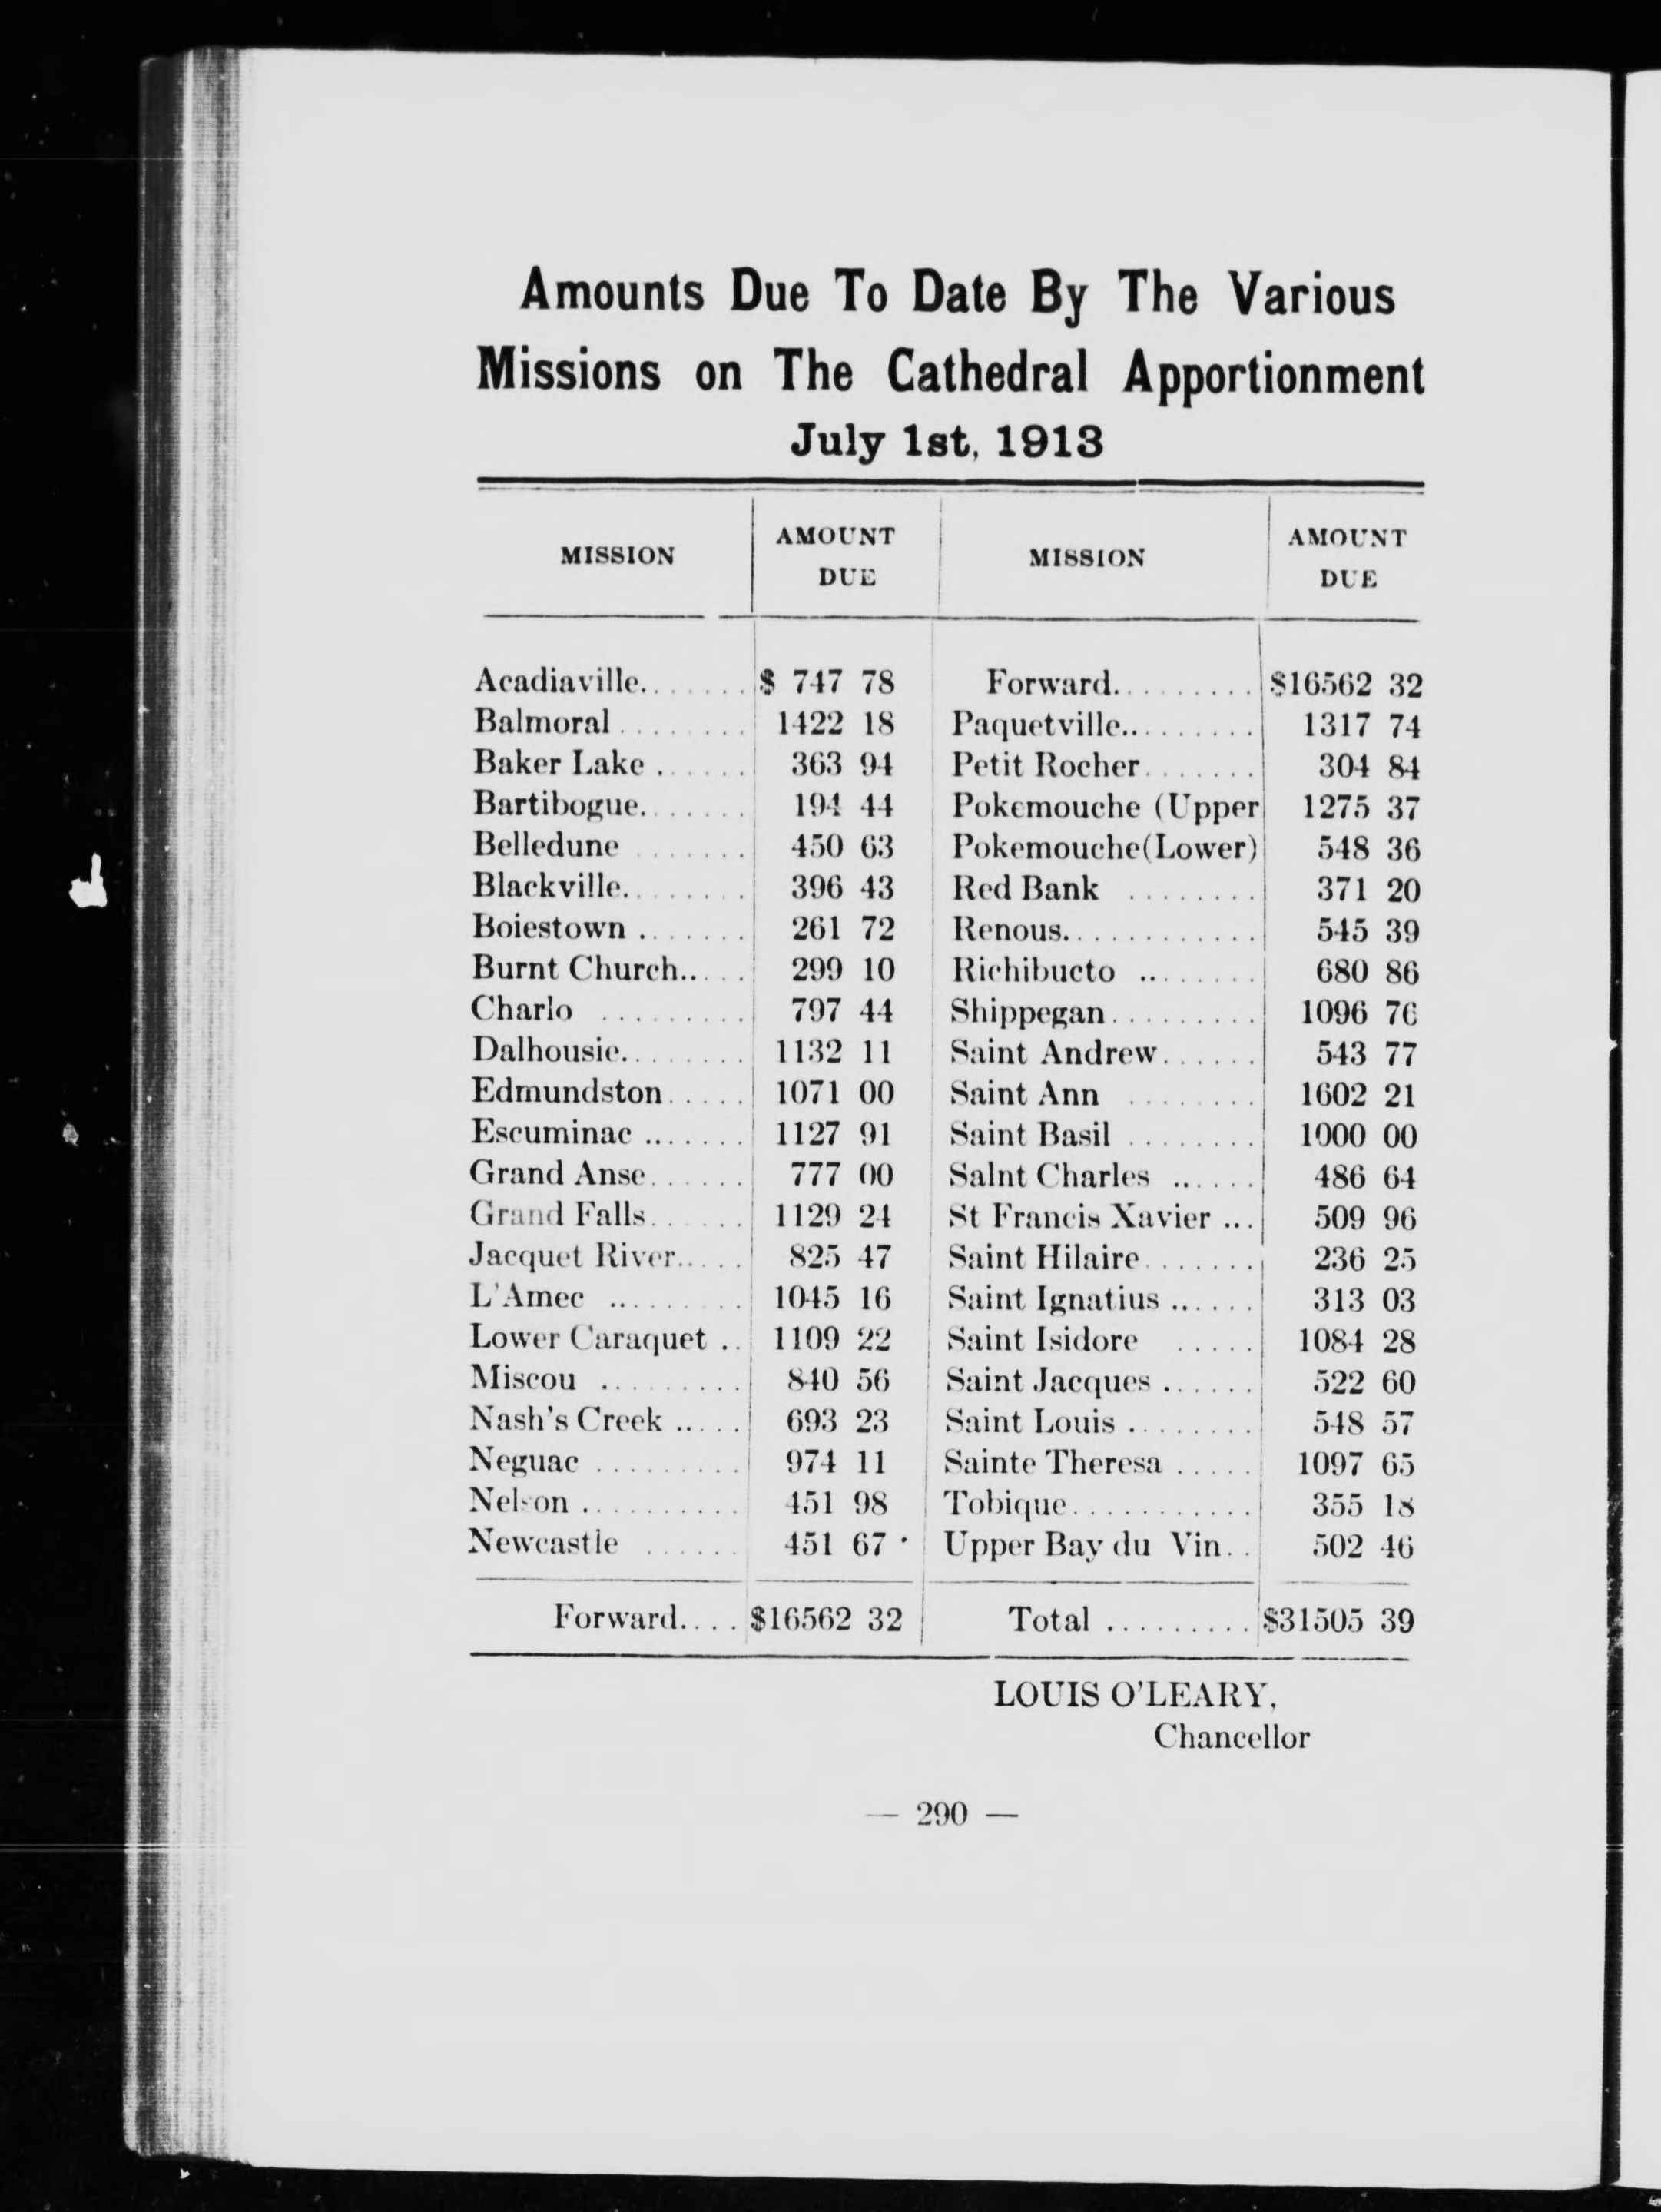 Amounts Due To Date By The Various
Missions on The Cathedral Apportionment
July 1st, 1913
MISSION AMOUNT DUE MISSION AMOUNT DUE
Acadiaville....... $ 747 78 Forward......... $16562 32
Balmoral........ 1422 18 Paquetville......... 1317 74
Baker Lake ...... 363 94 Petit Rocher....... 304 84
Bartibogue....... 194 44 Pokemouche (Upper 1275 37
Belledune ....... 450 63 Pokemouche(Lower) 548 36
Blackville........ 396 43 Red Bank ........ 371 20
Boiestown ....... 261 72 Renous............ 545 39
Burnt Church..... 299 10 Richibucto ........ 680 86
Charlo ......... 797 44 Shippegan......... 1096 76
Dalhousie........ 1132 11 Saint Andrew...... 543 77
Edmundston..... 1071 00 Saint Ann ........ 1602 21
Escuminac ....... 1127 91 Saint Basil ........ 1000 00
Grand Anse...... 777 00 Salnt Charles ...... 486 64
Grand Falls...... 1129 24 St Francis Xavier ... 509 96
Jacquet River..... 825 47 Saint Hilaire....... 236 25
L'Amec ......... 1045 16 Saint Ignatius ...... 313 03
Lower Caraquet .. 1109 22 Saint Isidore ..... 1084 28
Miscou ......... 840 56 Saint Jacques ...... 522 60
Nash's Creek ..... 693 23 Saint Louis ........ 548 57
Neguac ......... 974 11 Sainte Theresa ..... 1097 65
Nelson .......... 451 98 Tobique............ 355 18
Newcastle ...... 451 67 Upper Bay du Vin.. 502 46
Forward.... $16562 32 Total ......... $31505 39
LOUIS O'LEARY,
Chancellor
— 290 —